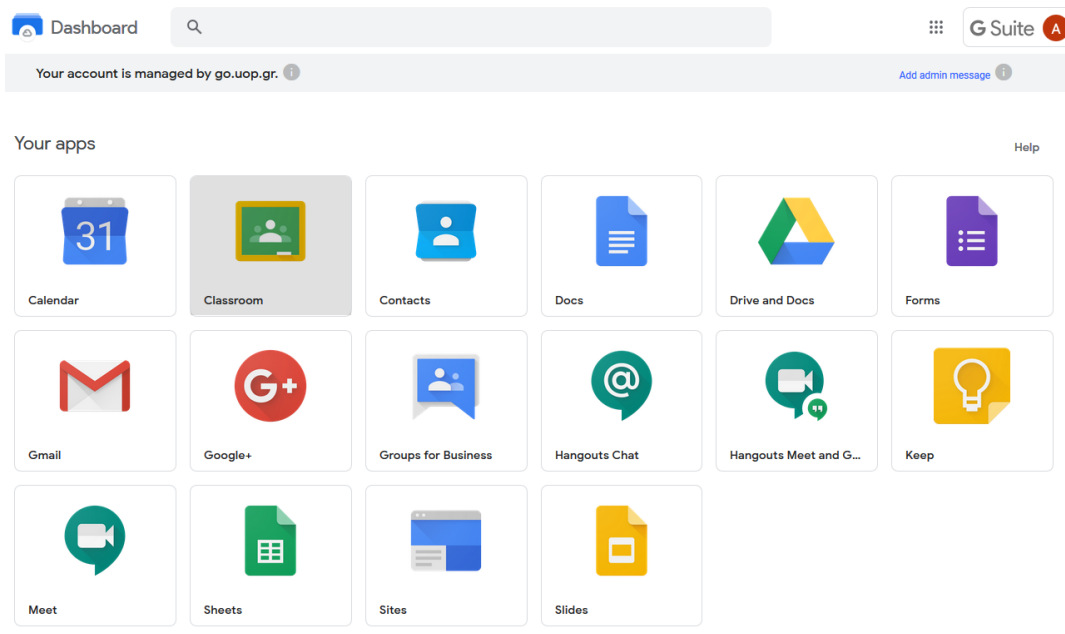 Dashboard
G Suite A
Your account is managed by go.uop.gr. i
Add admin message i
Your apps
Help
31
Calendar
Classroom
Contacts
Docs
Drive and Docs
Forms
G+
@
Gmail
Google+
Groups for Business
Hangouts Chat
Hangouts Meet and G...
Keep
Meet
Sheets
Sites
Slides